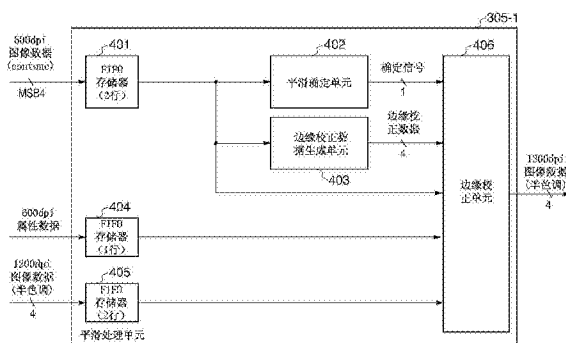 305-1
600dpi
图像数据
(contone)
MSB4
401
FIFO
存储器
(2行)
402
平滑确定单元
确定信号
1
406
边缘校正数
据生成单元
403
边缘校
正数据
4
边缘校
正单元
1200dpi
图像数据
(半色调)
4
600dpi
属性数据
404
FIFO
存储器
(1行)
1200dpi
图像数据
(半色调)
4
405
FIFO
存储器
(2行)
平滑处理单元